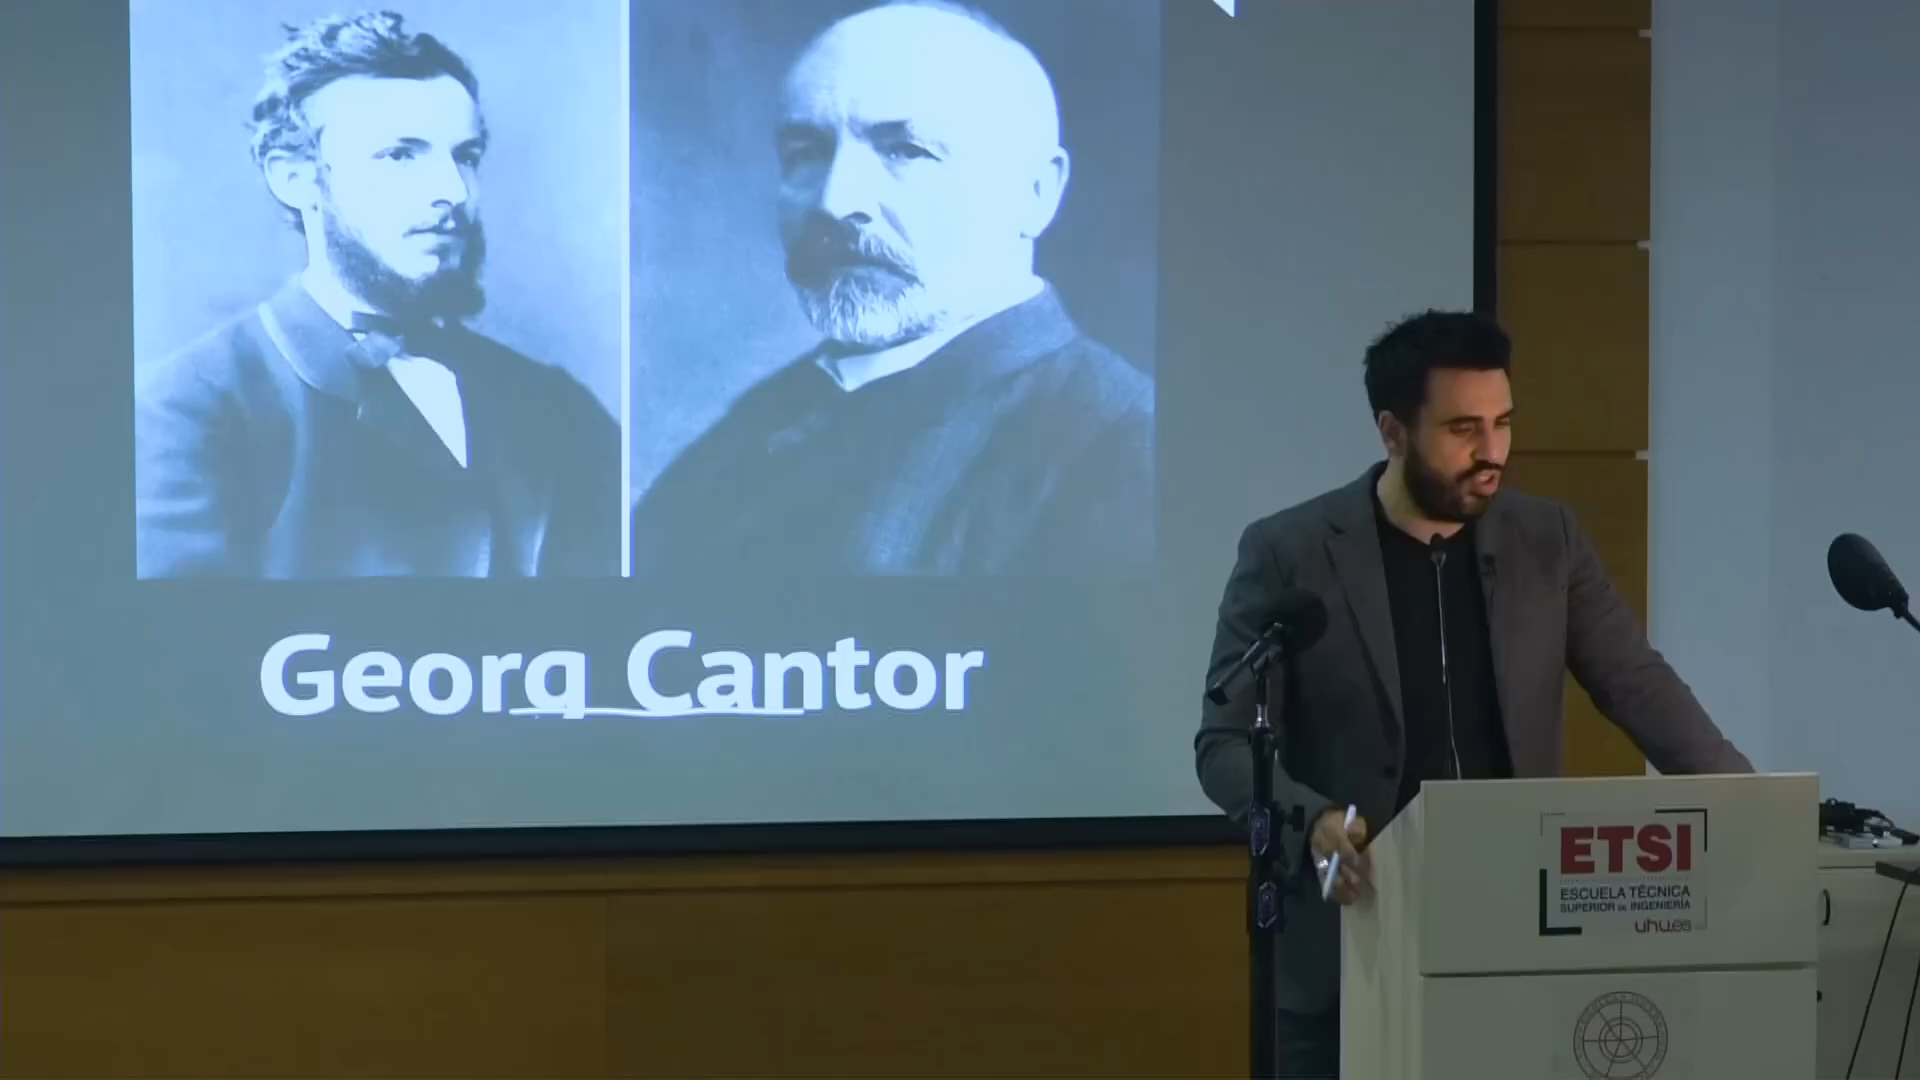 Georg Cantor
ETSI
ESCUELA TÉCNICA
SUPERIOR DE INGENIERÍA
uhu.es